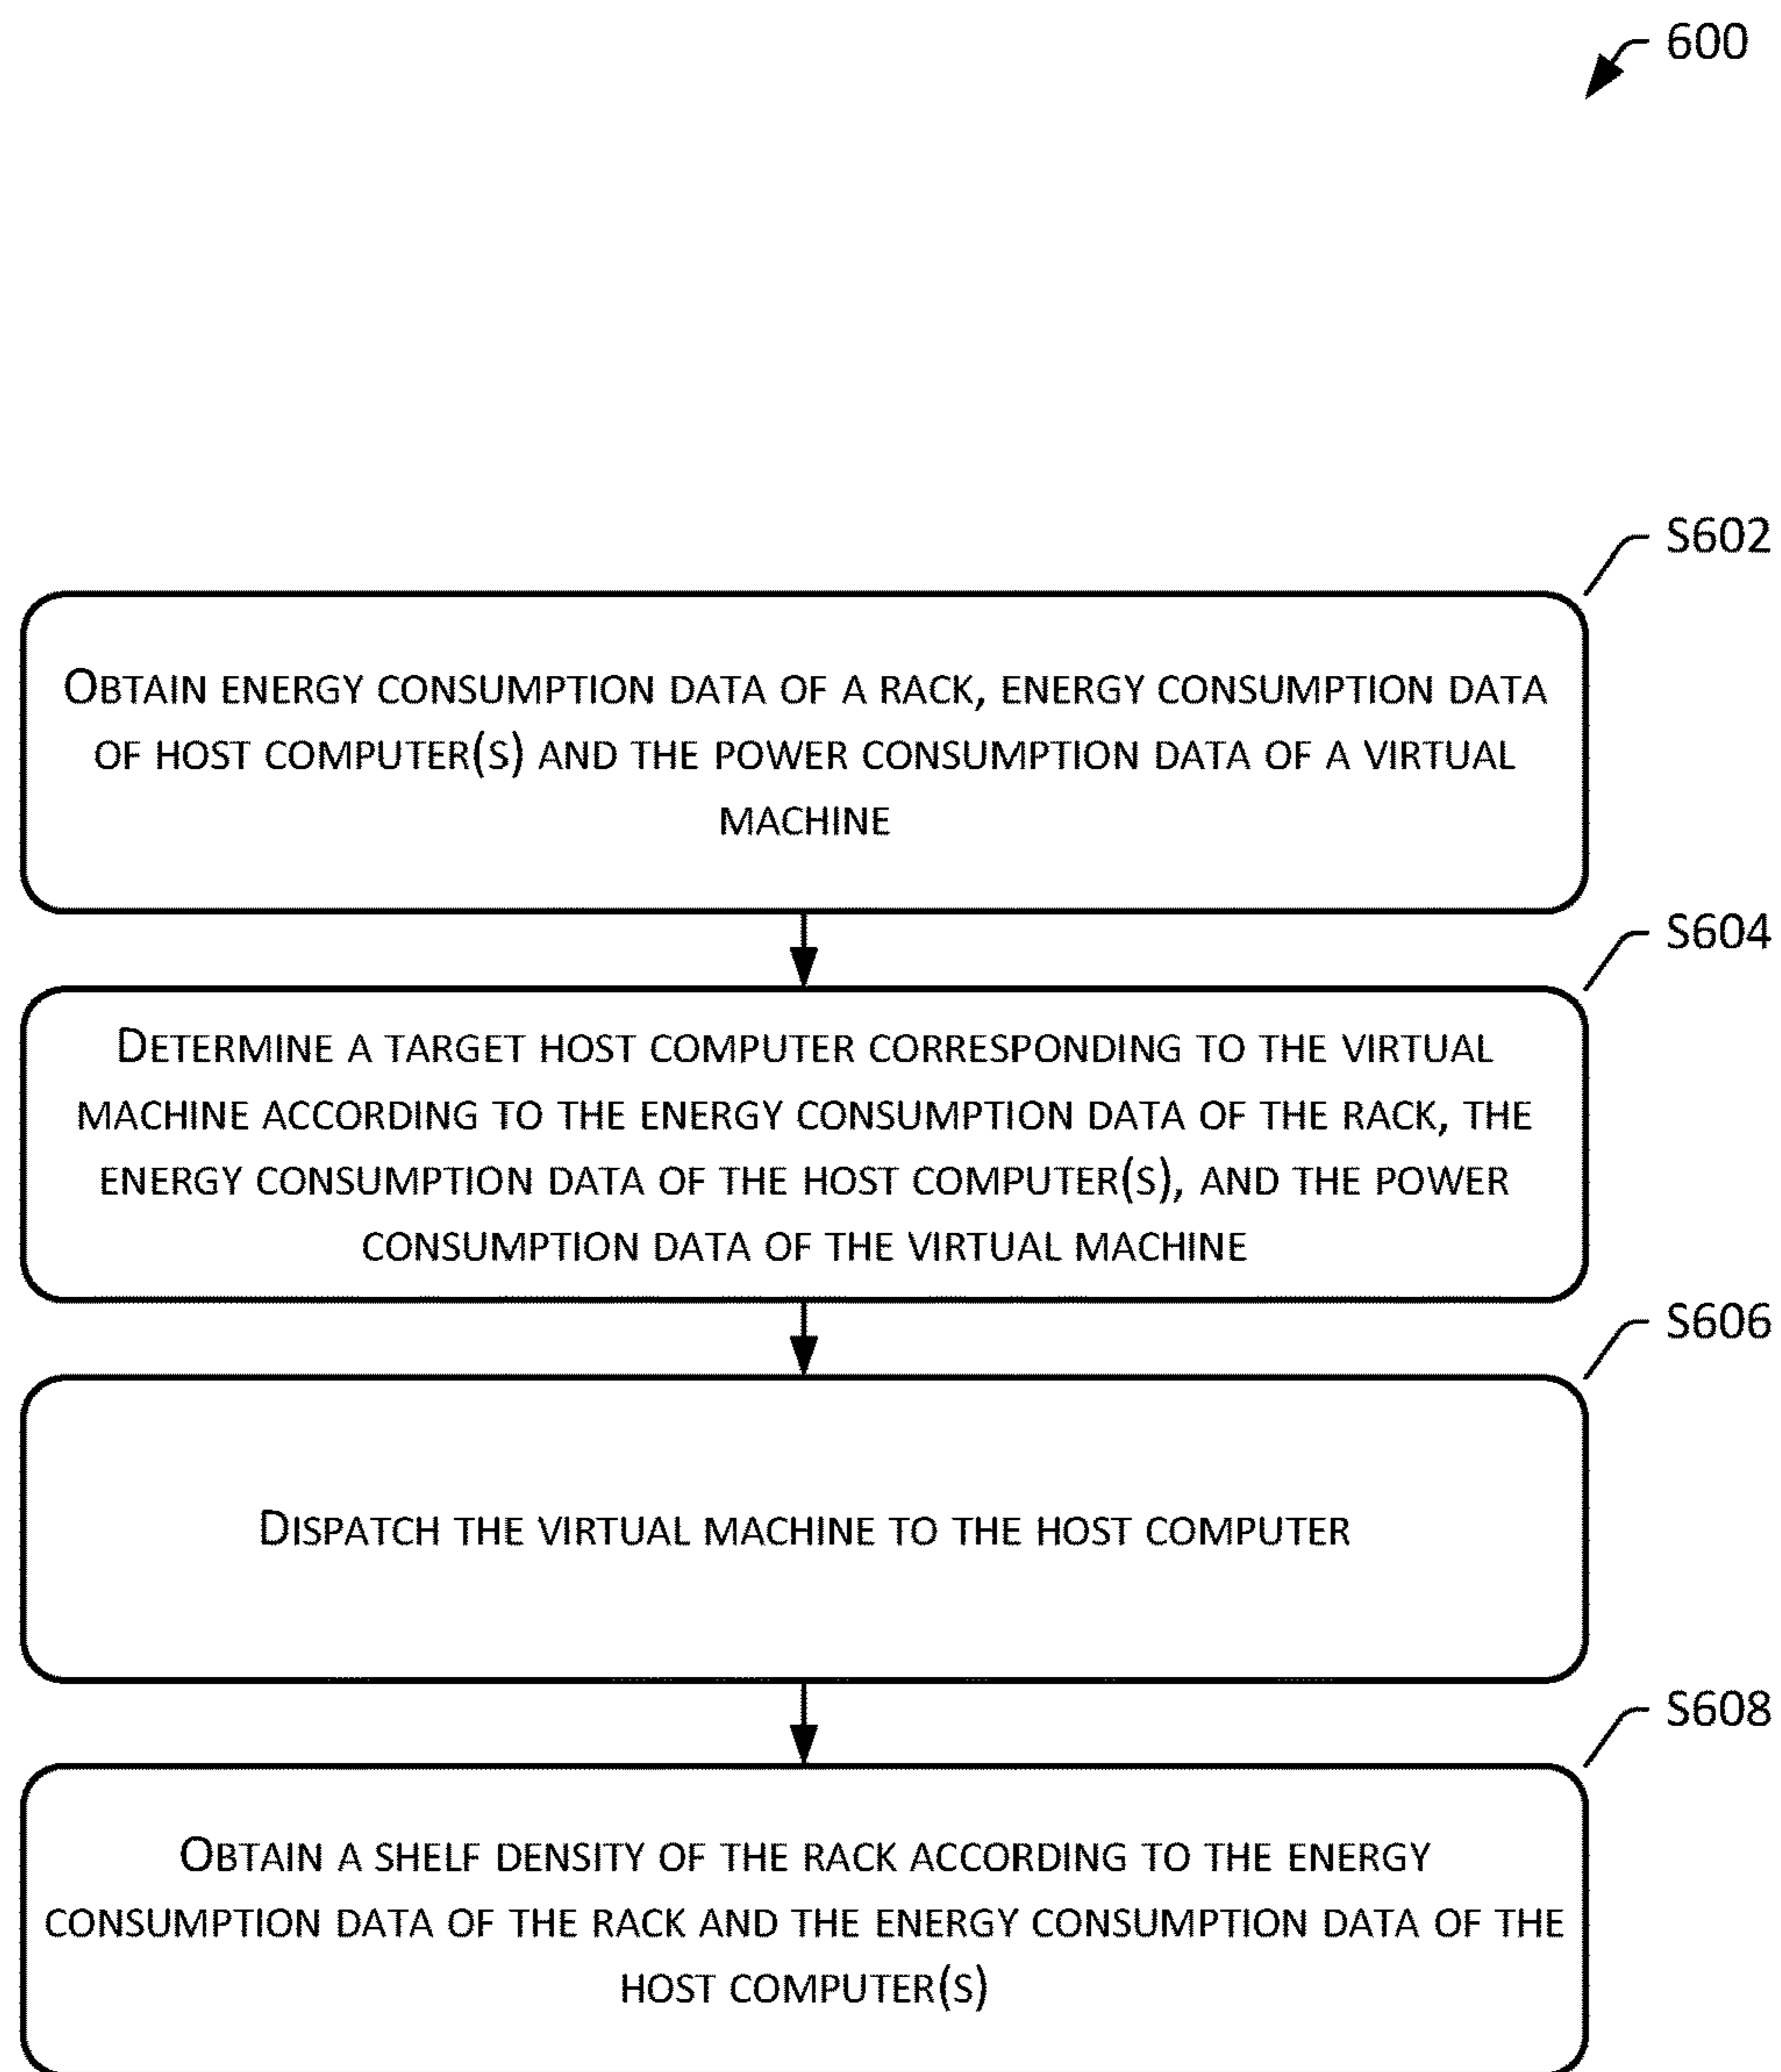 600
S602
OBTAIN ENERGY CONSUMPTION DATA OF A RACK, ENERGY CONSUMPTION DATA
OF HOST COMPUTER(S) AND THE POWER CONSUMPTION DATA OF A VIRTUAL
MACHINE
S604
DETERMINE A TARGET HOST COMPUTER CORRESPONDING TO THE VIRTUAL
MACHINE ACCORDING TO THE ENERGY CONSUMPTION DATA OF THE RACK, THE
ENERGY CONSUMPTION DATA OF THE HOST COMPUTER(S), AND THE POWER
CONSUMPTION DATA OF THE VIRTUAL MACHINE
S606
DISPATCH THE VIRTUAL MACHINE TO THE HOST COMPUTER
S608
OBTAIN A SHELF DENSITY OF THE RACK ACCORDING TO THE ENERGY
CONSUMPTION DATA OF THE RACK AND THE ENERGY CONSUMPTION DATA OF THE
HOST COMPUTER(S)